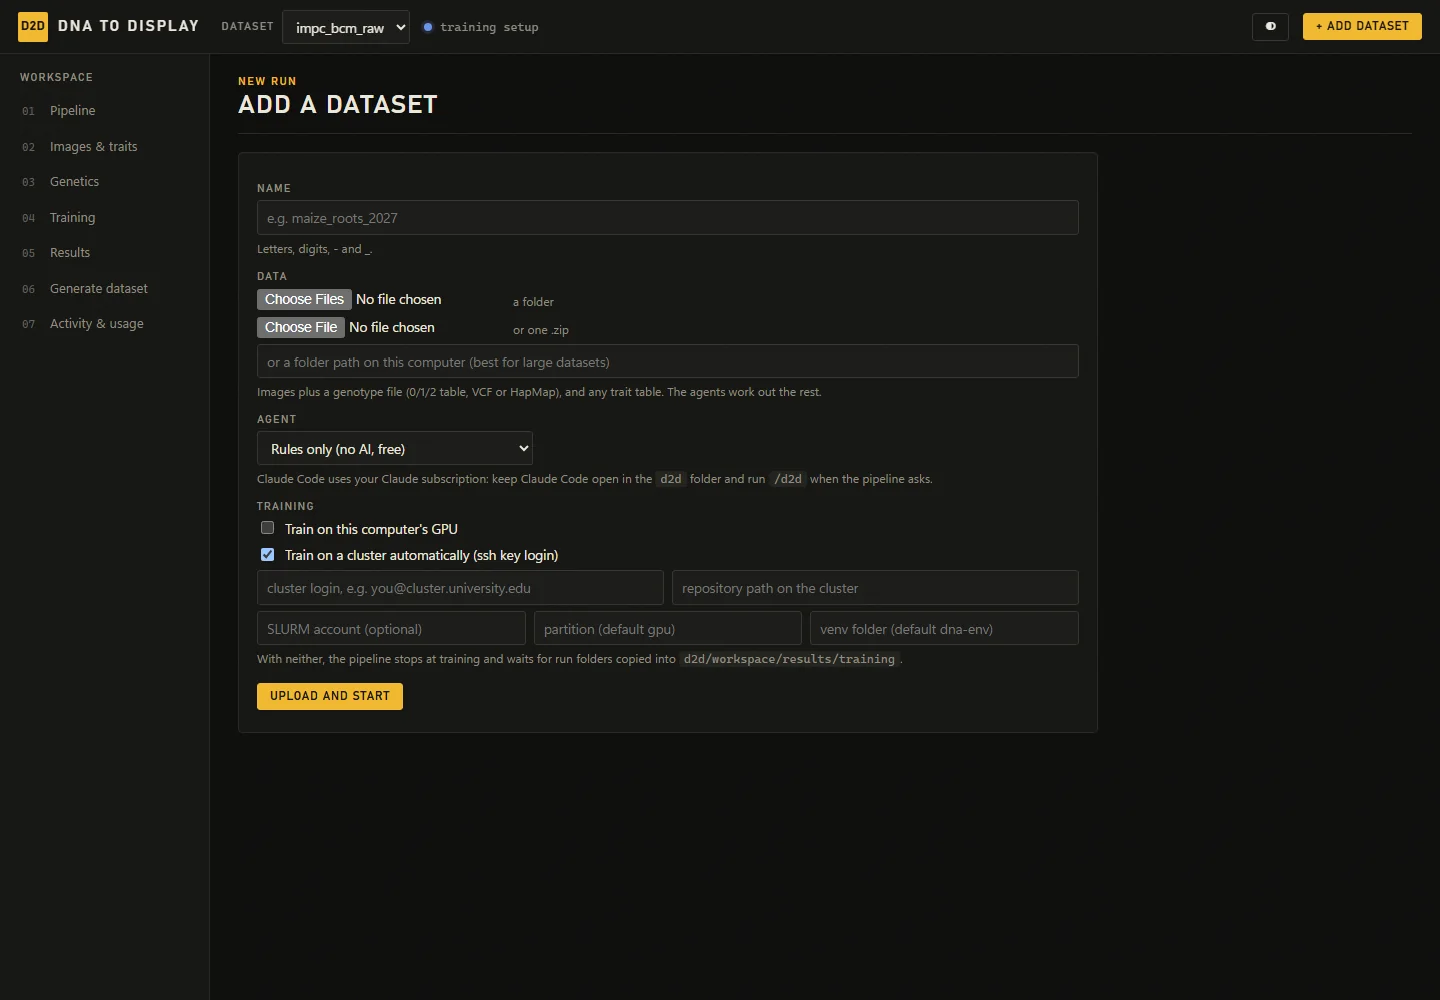 D2D DNA TO DISPLAY DATASET impc_bcm_raw training setup + ADD DATASET
WORKSPACE
01 Pipeline
02 Images & traits
03 Genetics
04 Training
05 Results
06 Generate dataset
07 Activity & usage
NEW RUN
ADD A DATASET
NAME
e.g. maize_roots_2027
Letters, digits, - and _.
DATA
Choose Files No file chosen a folder
Choose File No file chosen or one .zip
or a folder path on this computer (best for large datasets)
Images plus a genotype file (0/1/2 table, VCF or HapMap), and any trait table. The agents work out the rest.
AGENT
Rules only (no AI, free)
Claude Code uses your Claude subscription: keep Claude Code open in the d2d folder and run /d2d when the pipeline asks.
TRAINING
Train on this computer's GPU
Train on a cluster automatically (ssh key login)
cluster login, e.g. you@cluster.university.edu repository path on the cluster
SLURM account (optional) partition (default gpu) venv folder (default dna-env)
With neither, the pipeline stops at training and waits for run folders copied into d2d/workspace/results/training.
UPLOAD AND START